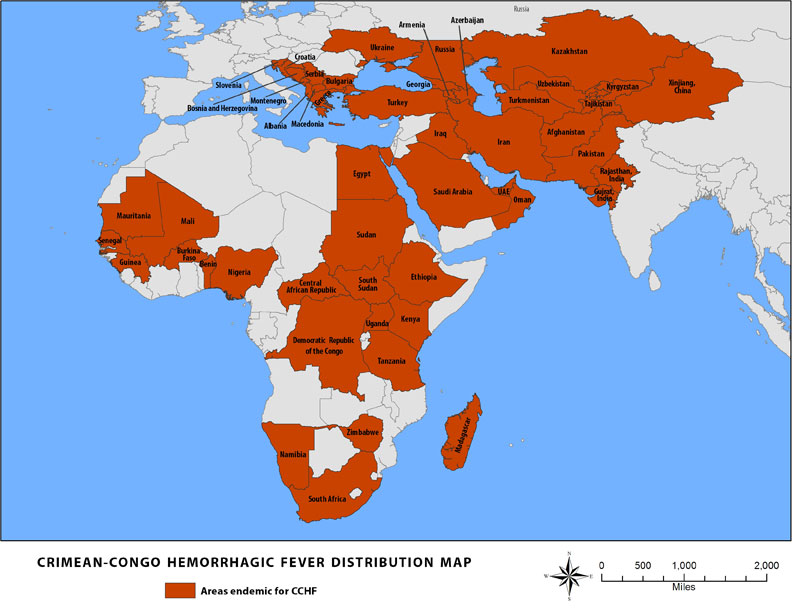 Russia
Armenia
Azerbaijan
Ukraine
Russia
Kazakhstan
Croatia
Serbia
Bulgaria
Slovenia
Bosnia and Herzegovina
Montenegro
Albania
Macedonia
Greece
Georgia
Turkey
Uzbekistan
Kyrgyzstan
Xinjiang,
China
Turkmenistan
Tajikistan
Iraq
Iran
Afghanistan
Pakistan
Rajasthan,
India
Gujrat,
India
Egypt
Saudi Arabia
UAE
Oman
Mauritania
Mali
Senegal
Guinea
Burkina
Faso
Benin
Nigeria
Sudan
Central
African Republic
South
Sudan
Ethiopia
Uganda
Kenya
Democratic Republic
of the Congo
Tanzania
Zimbabwe
Namibia
Madagascar
South Africa
CRIMEAN-CONGO HEMORRHAGIC FEVER DISTRIBUTION MAP
Areas endemic for CCHF
N
W
E
S
0 500 1,000 2,000
Miles